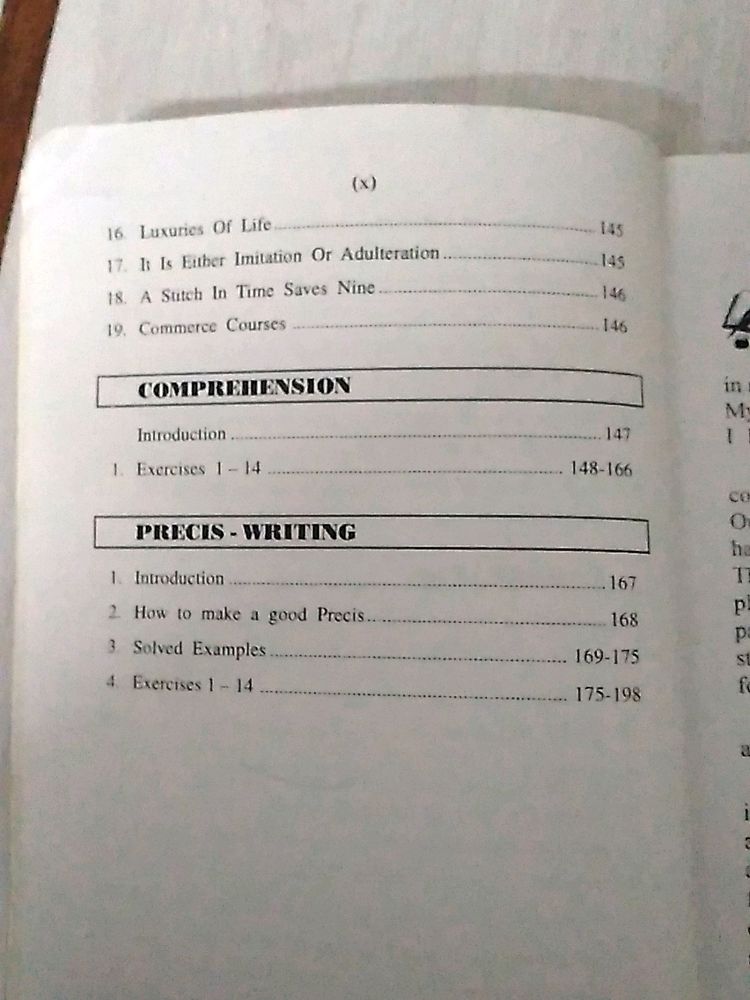 (x)
16. Luxuries Of Life ........ 145
17. It Is Either Imitation Or Adulteration ........ 145
18. A Stitch In Time Saves Nine ........ 146
19. Commerce Courses ........ 146
COMPREHENSION
Introduction ........ 147
1. Exercises 1 – 14 ........ 148-166
PRECIS - WRITING
1. Introduction ........ 167
2. How to make a good Precis ........ 168
3. Solved Examples ........ 169-175
4. Exercises 1 – 14 ........ 175-198
in
My
I